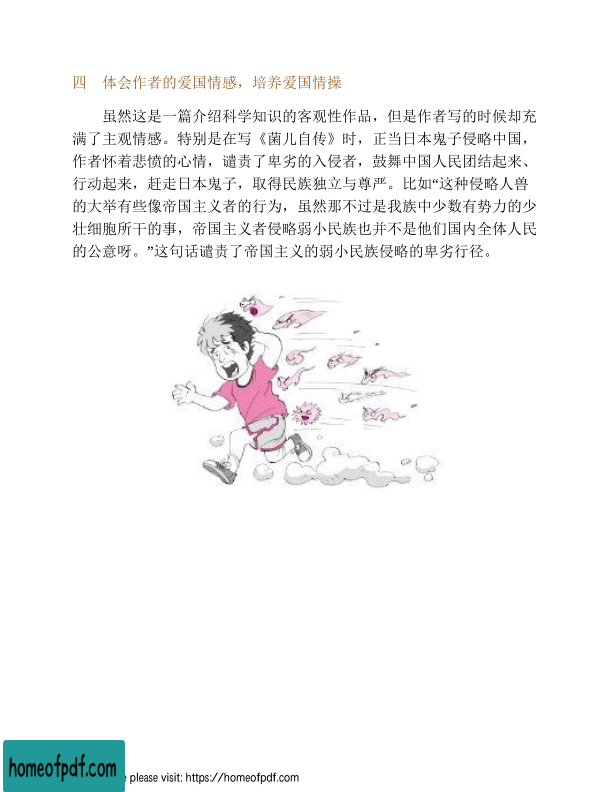 四 体会作者的爱国情感，培养爱国情操
虽然这是一篇介绍科学知识的客观性作品，但是作者写的时候却充
满了主观情感。特别是在写《菌儿自传》时，正当日本鬼子侵略中国，
作者怀着悲愤的心情，谴责了卑劣的入侵者，鼓舞中国人民团结起来、
行动起来，赶走日本鬼子，取得民族独立与尊严。比如“这种侵略人兽
的大举有些像帝国主义者的行为，虽然那不过是我族中少数有势力的少
壮细胞所干的事，帝国主义者侵略弱小民族也并不是他们国内全体人民
的公意呀。”这句话谴责了帝国主义的弱小民族侵略的卑劣行径。
homeofpdf.com
e please visit: https://homeofpdf.com